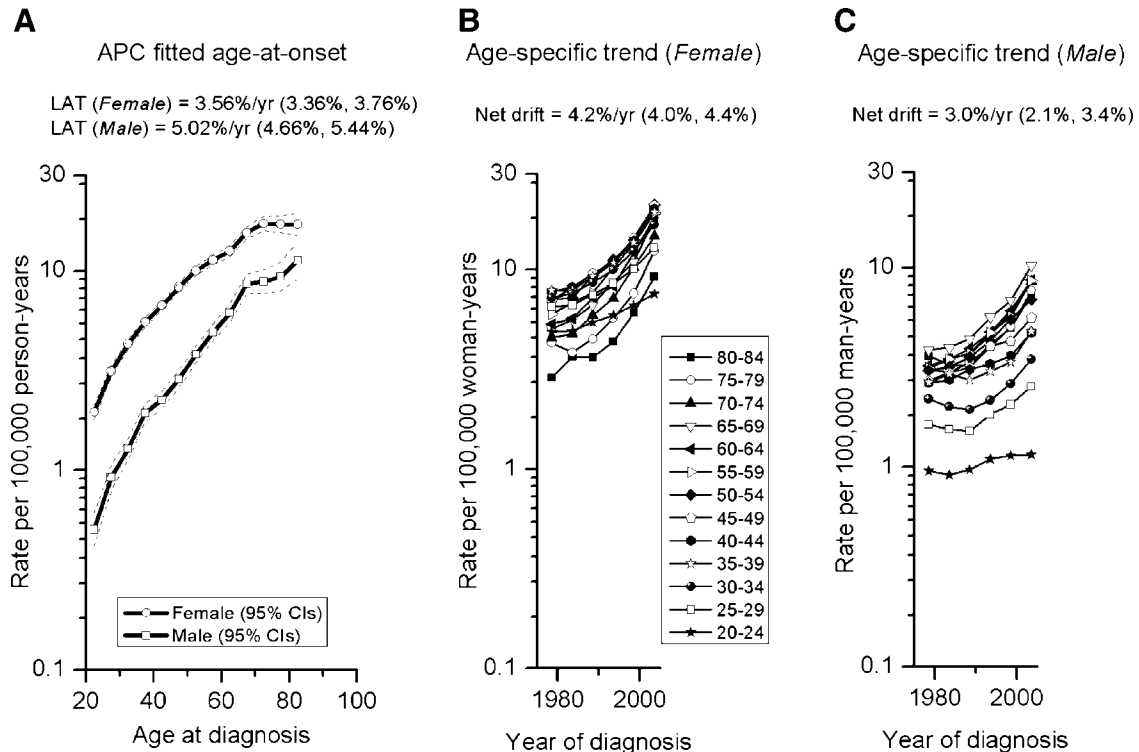 A
APC fitted age-at-onset
LAT (Female) = 3.56%/yr (3.36%, 3.76%)
LAT (Male) = 5.02%/yr (4.66%, 5.44%)
30
10
1
0.1
Rate per 100,000 person-years
Female (95% CIs)
Male (95% CIs)
20 40 60 80 100
Age at diagnosis
B
Age-specific trend (Female)
Net drift = 4.2%/yr (4.0%, 4.4%)
30
10
1
0.1
Rate per 100,000 woman-years
80-84
75-79
70-74
65-69
60-64
55-59
50-54
45-49
40-44
35-39
30-34
25-29
20-24
1980 2000
Year of diagnosis
C
Age-specific trend (Male)
Net drift = 3.0%/yr (2.1%, 3.4%)
30
10
1
0.1
Rate per 100,000 man-years
1980 2000
Year of diagnosis